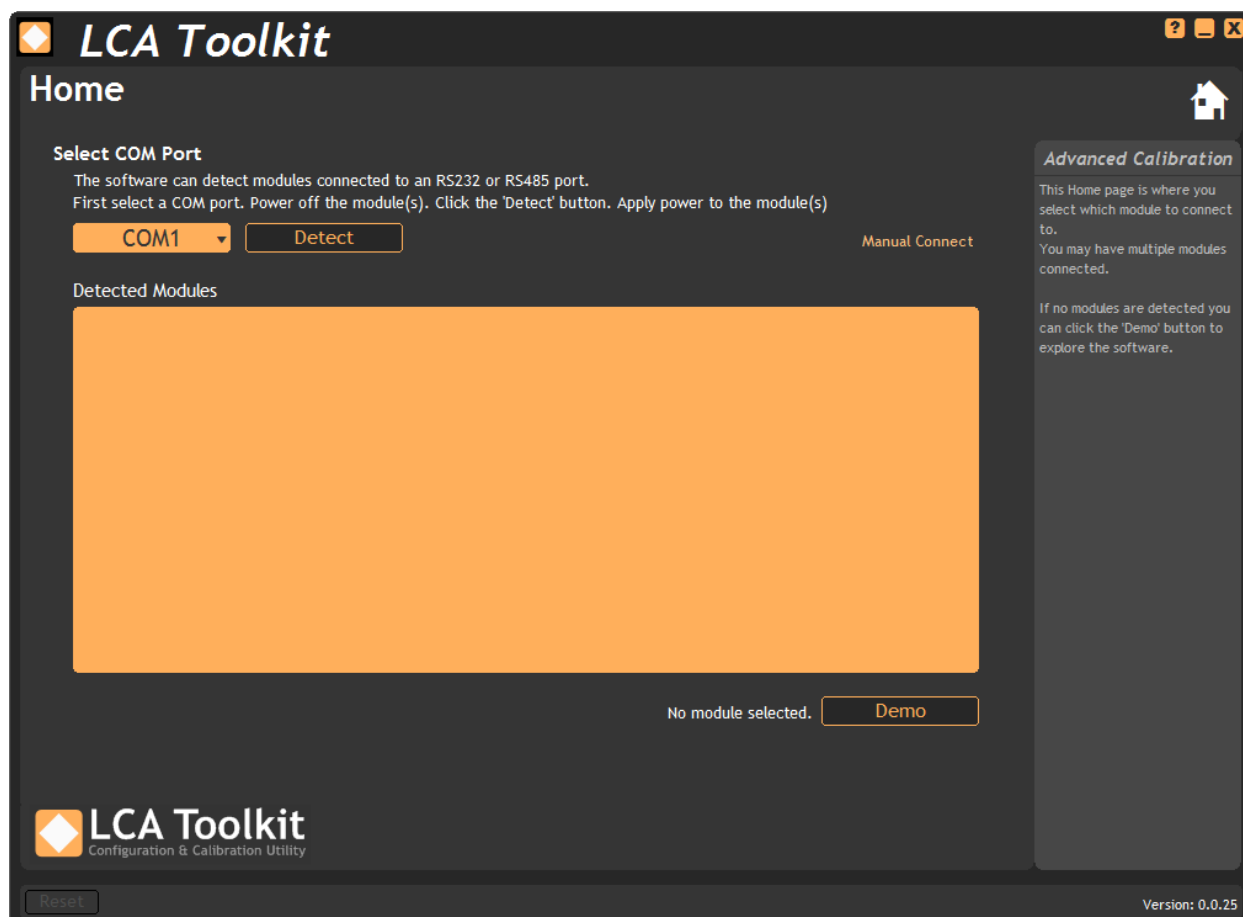 LCA Toolkit
?
X
Home
Select COM Port
The software can detect modules connected to an RS232 or RS485 port.
First select a COM port. Power off the module(s). Click the 'Detect' button. Apply power to the module(s)
COM1
Detect
Manual Connect
Detected Modules
No module selected.
Demo
Advanced Calibration
This Home page is where you
select which module to connect
to.
You may have multiple modules
connected.
If no modules are detected you
can click the 'Demo' button to
explore the software.
LCA Toolkit
Configuration & Calibration Utility
Reset
Version: 0.0.25